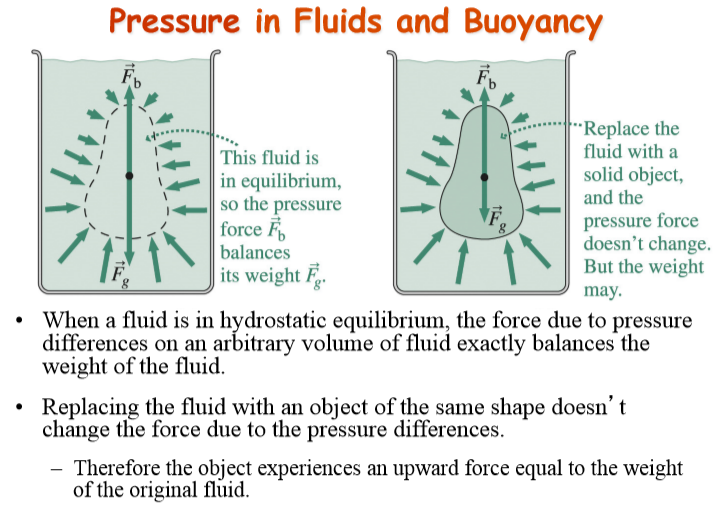 Pressure in Fluids and Buoyancy
F⃗b
This fluid is
in equilibrium,
so the pressure
force F⃗b
balances
its weight F⃗g.
F⃗g
F⃗b
Replace the
fluid with a
solid object,
and the
pressure force
doesn't change.
But the weight
may.
F⃗g
• When a fluid is in hydrostatic equilibrium, the force due to pressure
differences on an arbitrary volume of fluid exactly balances the
weight of the fluid.
• Replacing the fluid with an object of the same shape doesn't
change the force due to the pressure differences.
– Therefore the object experiences an upward force equal to the weight
of the original fluid.